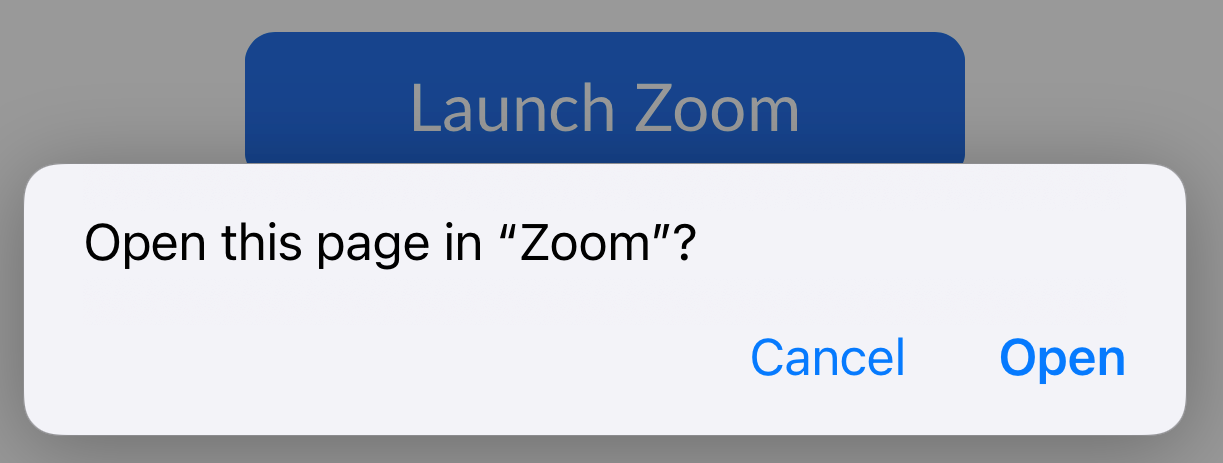 Launch Zoom
Open this page in “Zoom”?
Cancel Open